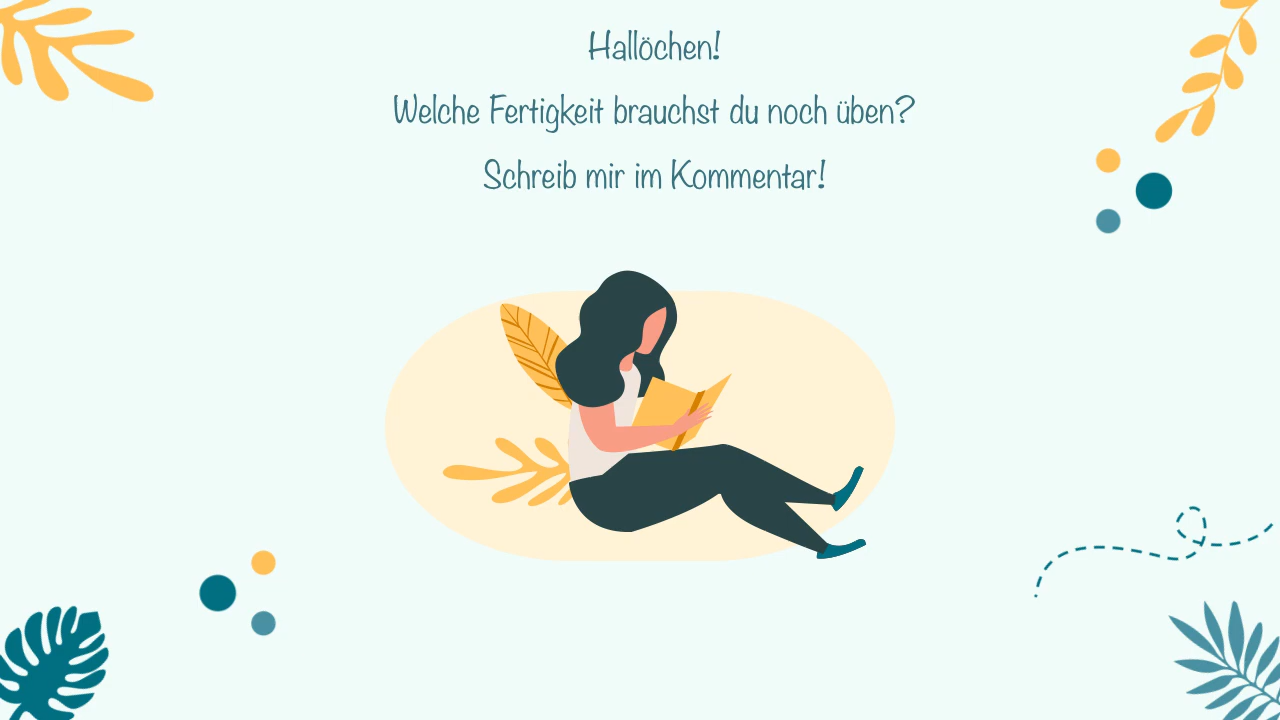 Hallöchen!
Welche Fertigkeit brauchst du noch üben?
Schreib mir im Kommentar!